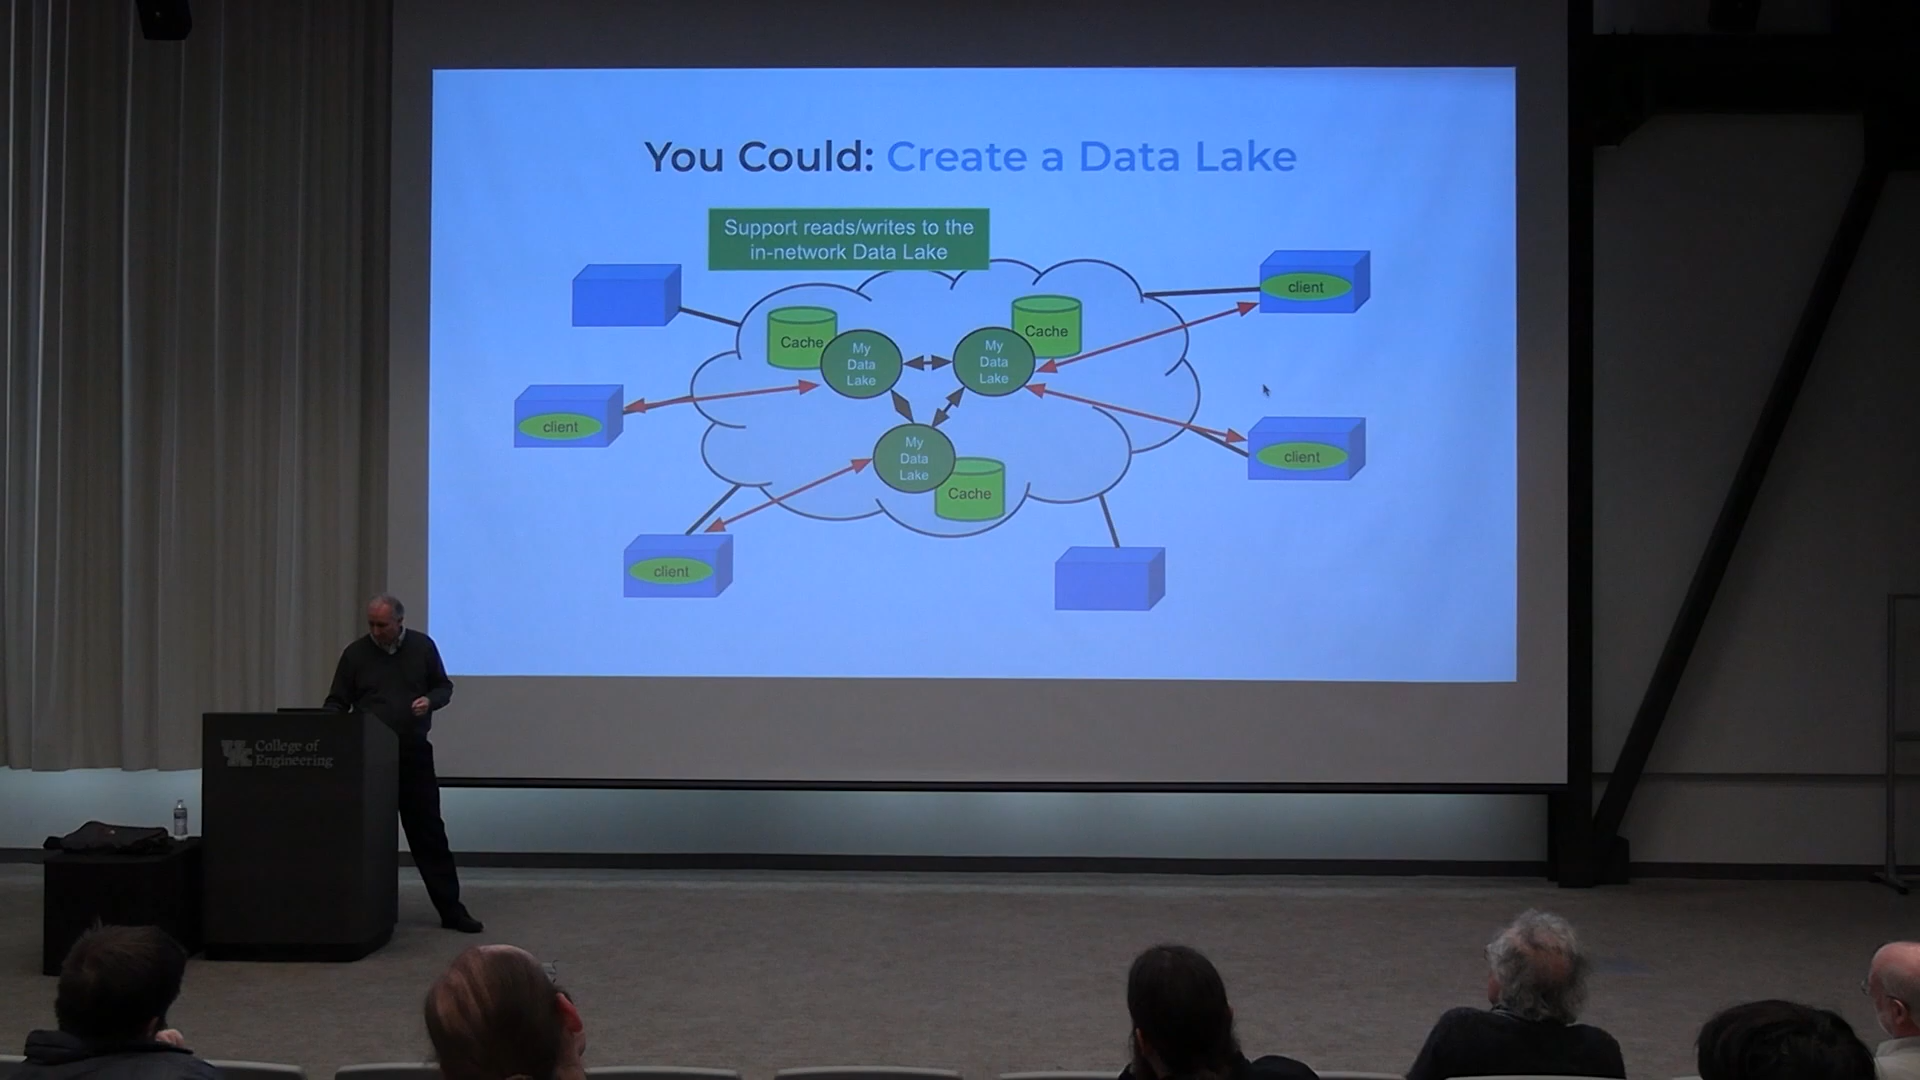 You Could: Create a Data Lake
Support reads/writes to the
in-network Data Lake
client
Cache
Cache
My
Data
Lake
My
Data
Lake
client
client
My
Data
Lake
Cache
client
UK College of
Engineering